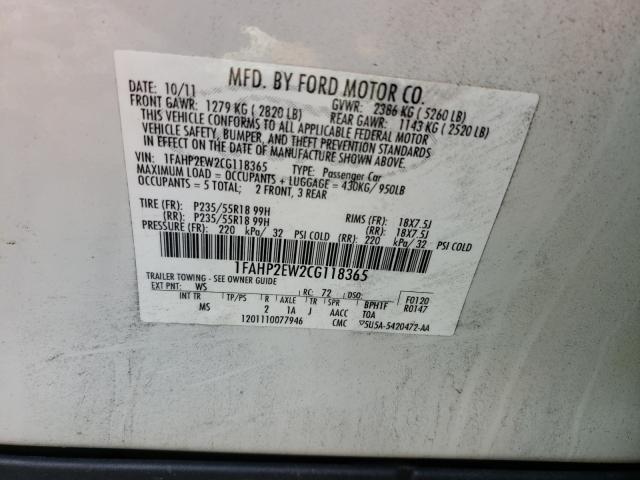 MFD. BY FORD MOTOR CO.
DATE: 10/11 GVWR: 2386 KG ( 5260 LB)
FRONT GAWR: 1279 KG ( 2820 LB) REAR GAWR: 1143 KG ( 2520 LB)
THIS VEHICLE CONFORMS TO ALL APPLICABLE FEDERAL MOTOR
VEHICLE SAFETY, BUMPER, AND THEFT PREVENTION STANDARDS
IN EFFECT ON THE DATE OF MANUFACTURE SHOWN ABOVE.
VIN: 1FAHP2EW2CG118365 TYPE: Passenger Car
MAXIMUM LOAD = OCCUPANTS + LUGGAGE = 430KG/ 950LB
OCCUPANTS = 5 TOTAL; 2 FRONT, 3 REAR
TIRE (FR): P235/55R18 99H RIMS (FR): 18X7.5J
(RR): P235/55R18 99H (RR): 18X7.5J
PRESSURE (FR): 220 kPa/ 32 PSI COLD (RR): 220 kPa/ 32 PSI COLD
1FAHP2EW2CG118365
TRAILER TOWING - SEE OWNER GUIDE
EXT PNT: WS RC: 72 DSO: F0120
INT TR TP/PS R AXLE TR SPR BPHTF R0147
MS 2 1A J AACC TOA
1201110077946 CMC ▽5U5A-5420472-AA